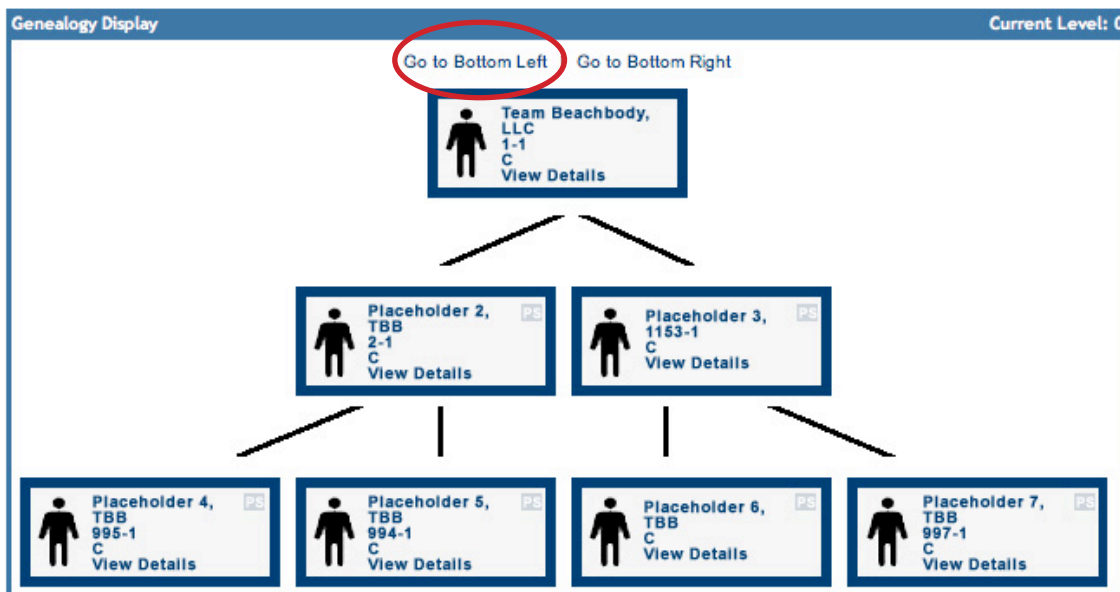 Genealogy Display Current Level: 0
Go to Bottom Left Go to Bottom Right
Team Beachbody,
LLC
1-1
C
View Details
Placeholder 2, PS
TBB
2-1
C
View Details
Placeholder 3, PS
1153-1
C
View Details
Placeholder 4, PS
TBB
995-1
C
View Details
Placeholder 5, PS
TBB
994-1
C
View Details
Placeholder 6, PS
TBB
C
View Details
Placeholder 7, PS
TBB
997-1
C
View Details